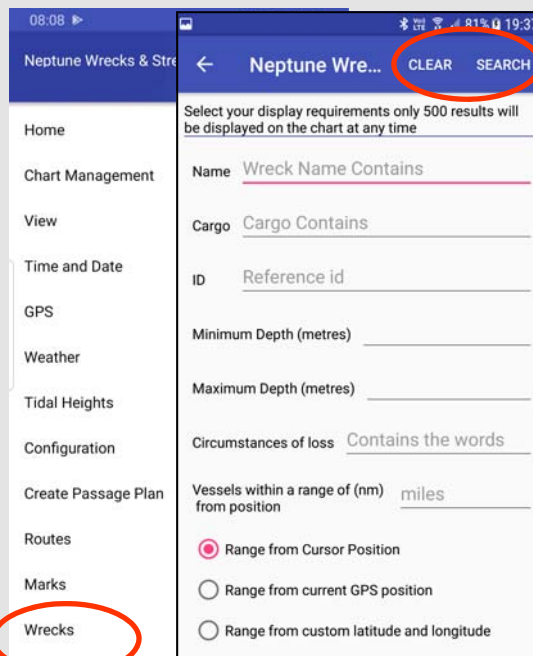 08:08
Neptune Wrecks & Stre
Home
Chart Management
View
Time and Date
GPS
Weather
Tidal Heights
Configuration
Create Passage Plan
Routes
Marks
Wrecks
81% 19:37
Neptune Wre... CLEAR SEARCH
Select your display requirements only 500 results will
be displayed on the chart at any time
Name Wreck Name Contains
Cargo Cargo Contains
ID Reference id
Minimum Depth (metres)
Maximum Depth (metres)
Circumstances of loss Contains the words
Vessels within a range of (nm) miles
from position
Range from Cursor Position
Range from current GPS position
Range from custom latitude and longitude